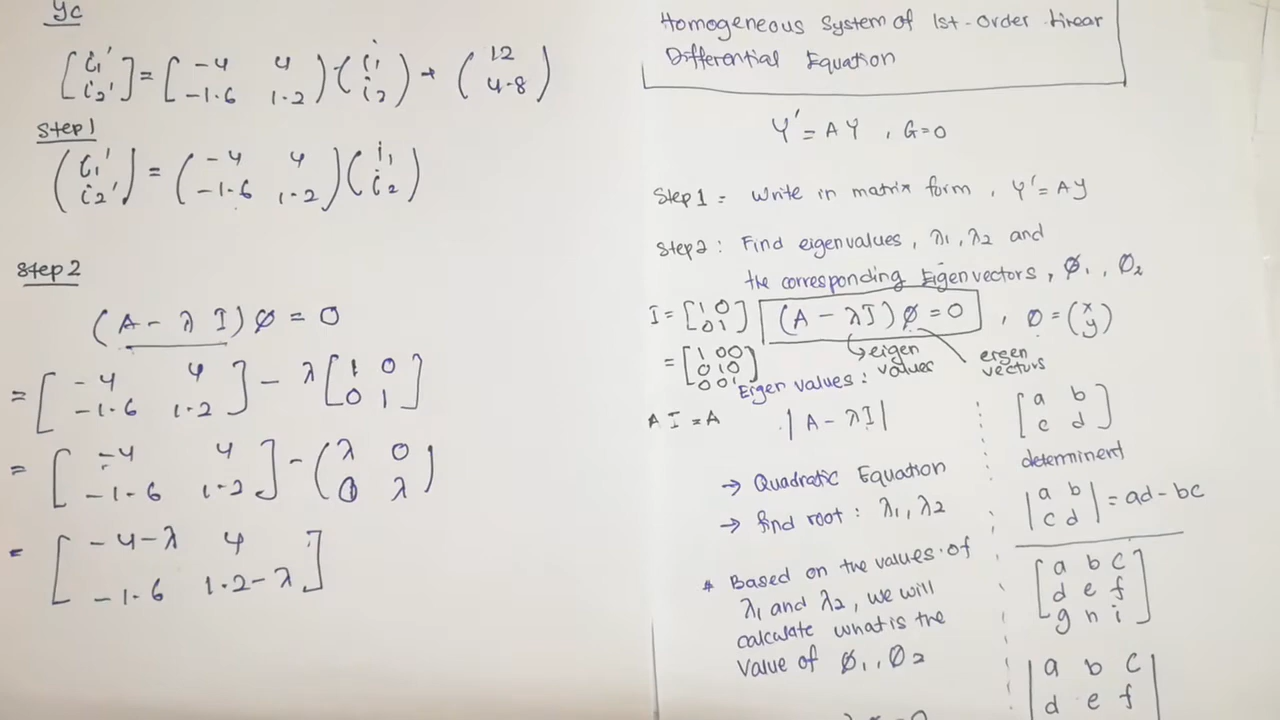 Yc
[i₁' i₂'] = [-4 4 -1.6 1.2) (i₁ i₂) + (12 4.8)
Step 1
(i₁' i₂') = (-4 4 -1.6 1.2) (i₁ i₂)
Step 2
(A - λ I) Ø = 0
= [-4 4 -1.6 1.2] - λ [1 0 0 1]
= [-4 4 -1.6 1.2] - (λ 0 0 λ)
= [-4-λ 4 -1.6 1.2-λ]
Homogeneous System of 1st-Order Linear
Differential Equation
Y' = AY , G=0
Step 1 = Write in matrix form , Y' = AY
Step 2 : Find eigenvalues , λ₁, λ₂ and
the corresponding Eigenvectors , Ø₁ , Ø₂
I = [1 0 0 1] (A - λI) Ø = 0 , Ø = (x y)
= [1 0 0 0 1 0 0 0 1]
eigen
values
eigen
vectors
Eigen values :
A I = A
|A - λI|
→ Quadratic Equation
→ find root : λ₁, λ₂
* Based on the values of
λ₁ and λ₂, we will
calculate what is the
value of Ø₁, Ø₂
[a b c d]
determinent
|a b c d| = ad - bc
[a b c d e f g h i]
|a b c
d e f|